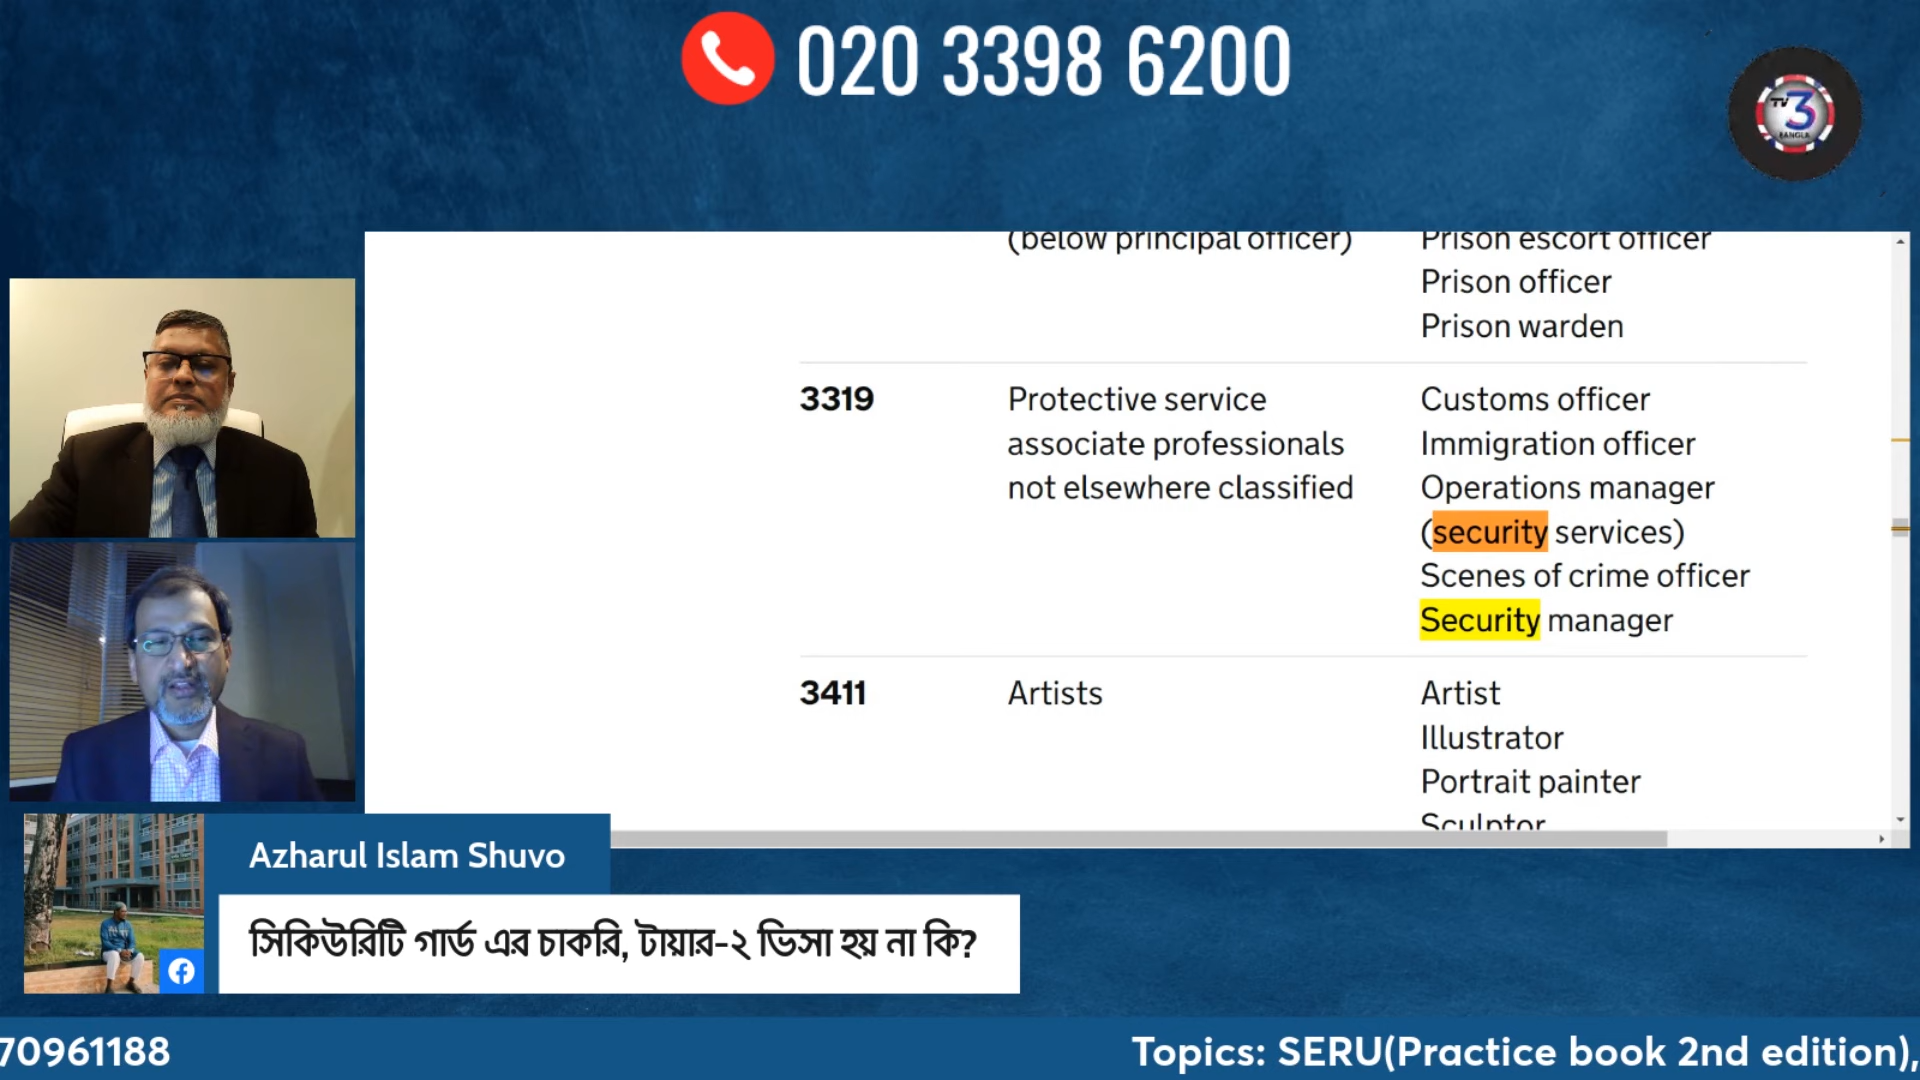 020 3398 6200
TV 3
BANGLA
(below principal officer)
Prison escort officer
Prison officer
Prison warden
3319
Protective service
associate professionals
not elsewhere classified
Customs officer
Immigration officer
Operations manager
(security services)
Scenes of crime officer
Security manager
3411
Artists
Artist
Illustrator
Portrait painter
Sculptor
Azharul Islam Shuvo
সিকিউরিটি গার্ড এর চাকরি, টায়ার-২ ভিসা হয় না কি?
70961188
Topics: SERU(Practice book 2nd edition),